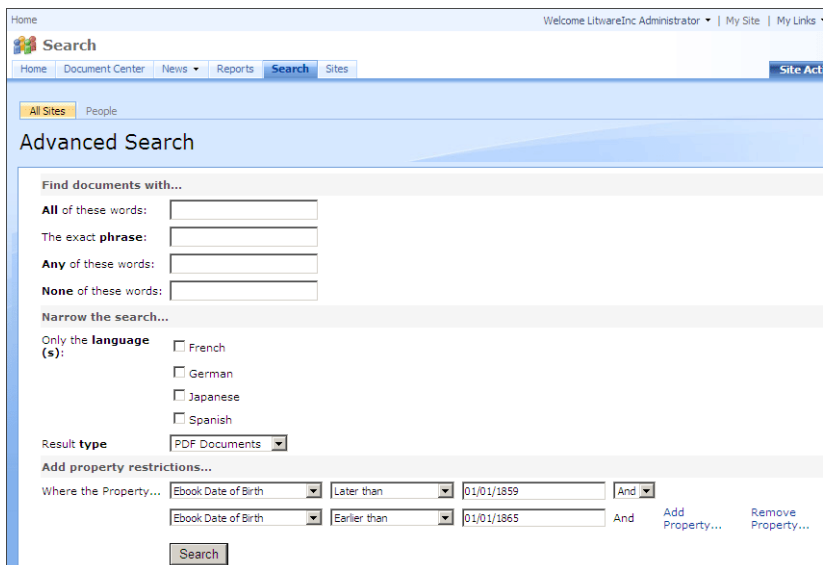 Home Welcome LitwareInc Administrator | My Site | My Links
Search
Home Document Center News Reports Search Sites Site Act
All Sites People
Advanced Search
Find documents with...
All of these words:
The exact phrase:
Any of these words:
None of these words:
Narrow the search...
Only the language
(s):
French
German
Japanese
Spanish
Result type PDF Documents
Add property restrictions...
Where the Property... Ebook Date of Birth Later than 01/01/1859 And
Ebook Date of Birth Earlier than 01/01/1865 And Add Property... Remove Property...
Search